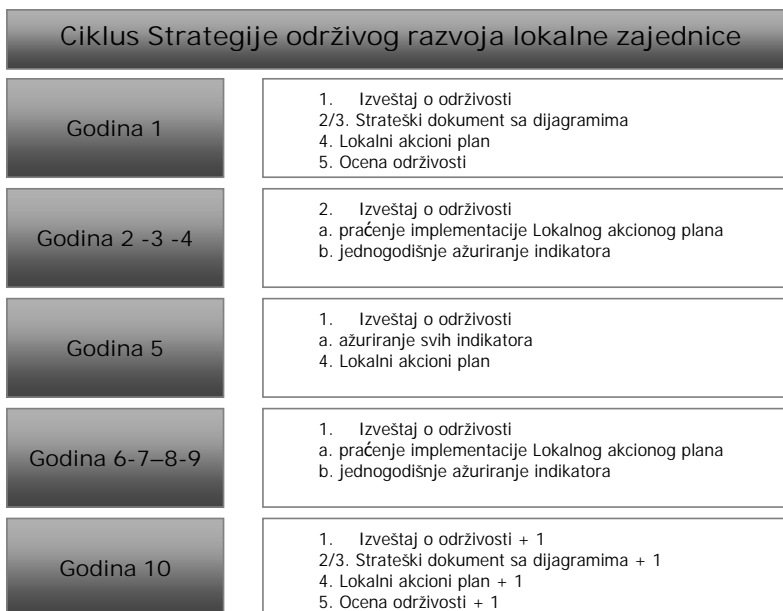 Ciklus Strategije održivog razvoja lokalne zajednice
Godina 1
1. Izveštaj o održivosti
2/3. Strateški dokument sa dijagramima
4. Lokalni akcioni plan
5. Ocena održivosti
Godina 2 -3 -4
2. Izveštaj o održivosti
a. praćenje implementacije Lokalnog akcionog plana
b. jednogodišnje ažuriranje indikatora
Godina 5
1. Izveštaj o održivosti
a. ažuriranje svih indikatora
4. Lokalni akcioni plan
Godina 6-7–8-9
1. Izveštaj o održivosti
a. praćenje implementacije Lokalnog akcionog plana
b. jednogodišnje ažuriranje indikatora
Godina 10
1. Izveštaj o održivosti + 1
2/3. Strateški dokument sa dijagramima + 1
4. Lokalni akcioni plan + 1
5. Ocena održivosti + 1